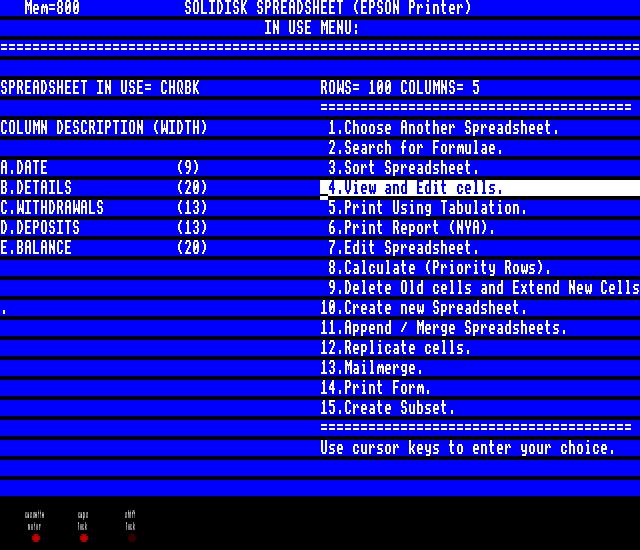 Mem=800 SOLIDISK SPREADSHEET (EPSON Printer)
IN USE MENU:
================================================================================
SPREADSHEET IN USE= CHQBK ROWS= 100 COLUMNS= 5
=======================================
COLUMN DESCRIPTION (WIDTH) 1.Choose Another Spreadsheet.
2.Search for Formulae.
A.DATE (9) 3.Sort Spreadsheet.
B.DETAILS (20) 4.View and Edit cells.
C.WITHDRAWALS (13) 5.Print Using Tabulation.
D.DEPOSITS (13) 6.Print Report (NYA).
E.BALANCE (20) 7.Edit Spreadsheet.
8.Calculate (Priority Rows).
9.Delete Old cells and Extend New Cells
. 10.Create new Spreadsheet.
11.Append / Merge Spreadsheets.
12.Replicate cells.
13.Mailmerge.
14.Print Form.
15.Create Subset.
=======================================
Use cursor keys to enter your choice.
cassette motor
caps lock
shift lock